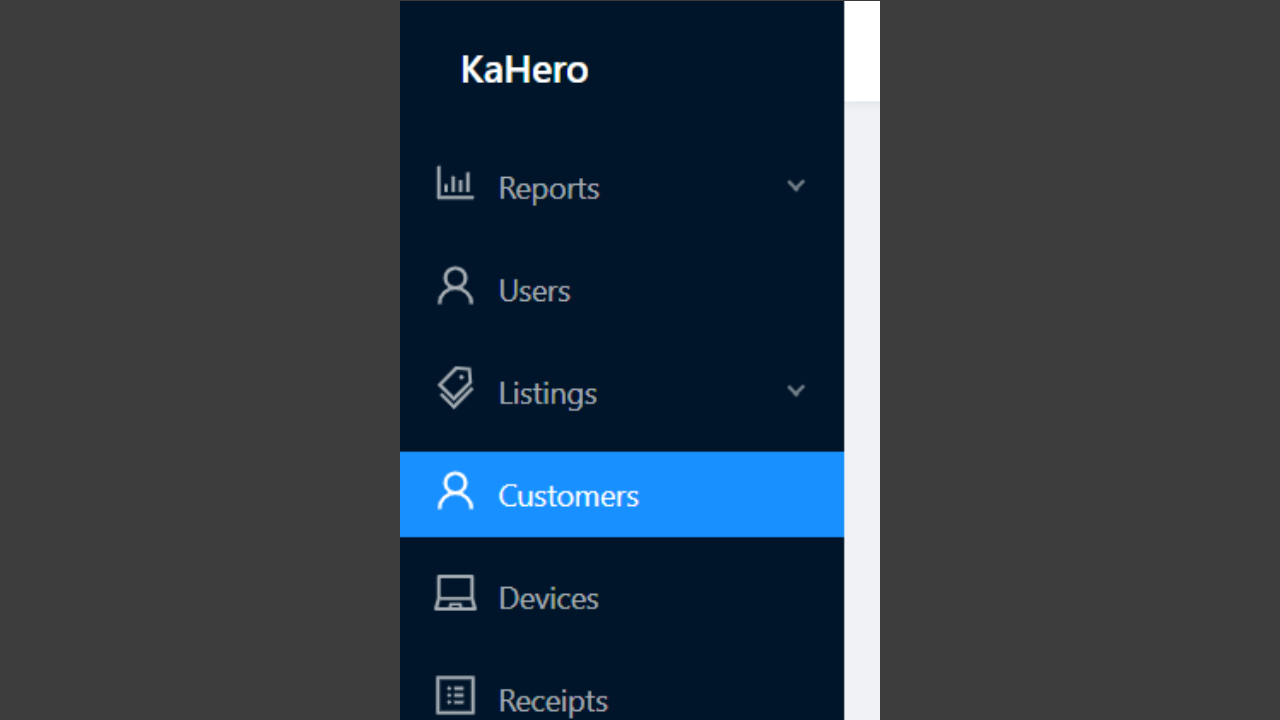 KaHero
Reports
Users
Listings
Customers
Devices
Receipts